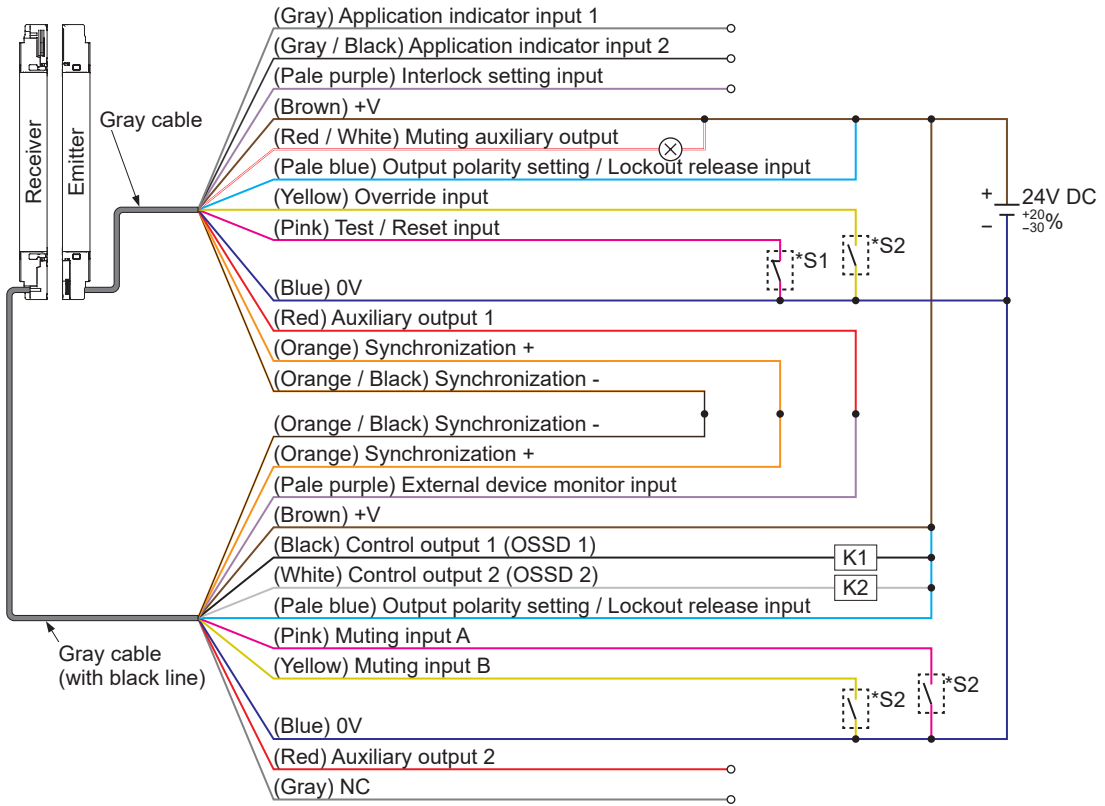 Receiver
Emitter
Gray cable
(Gray) Application indicator input 1
(Gray / Black) Application indicator input 2
(Pale purple) Interlock setting input
(Brown) +V
(Red / White) Muting auxiliary output
(Pale blue) Output polarity setting / Lockout release input
(Yellow) Override input
(Pink) Test / Reset input
*S1
*S2
+
−
24V DC
+20
−30 %
(Blue) 0V
(Red) Auxiliary output 1
(Orange) Synchronization +
(Orange / Black) Synchronization -
(Orange / Black) Synchronization -
(Orange) Synchronization +
(Pale purple) External device monitor input
(Brown) +V
(Black) Control output 1 (OSSD 1)
K1
(White) Control output 2 (OSSD 2)
K2
(Pale blue) Output polarity setting / Lockout release input
(Pink) Muting input A
(Yellow) Muting input B
*S2
*S2
Gray cable
(with black line)
(Blue) 0V
(Red) Auxiliary output 2
(Gray) NC